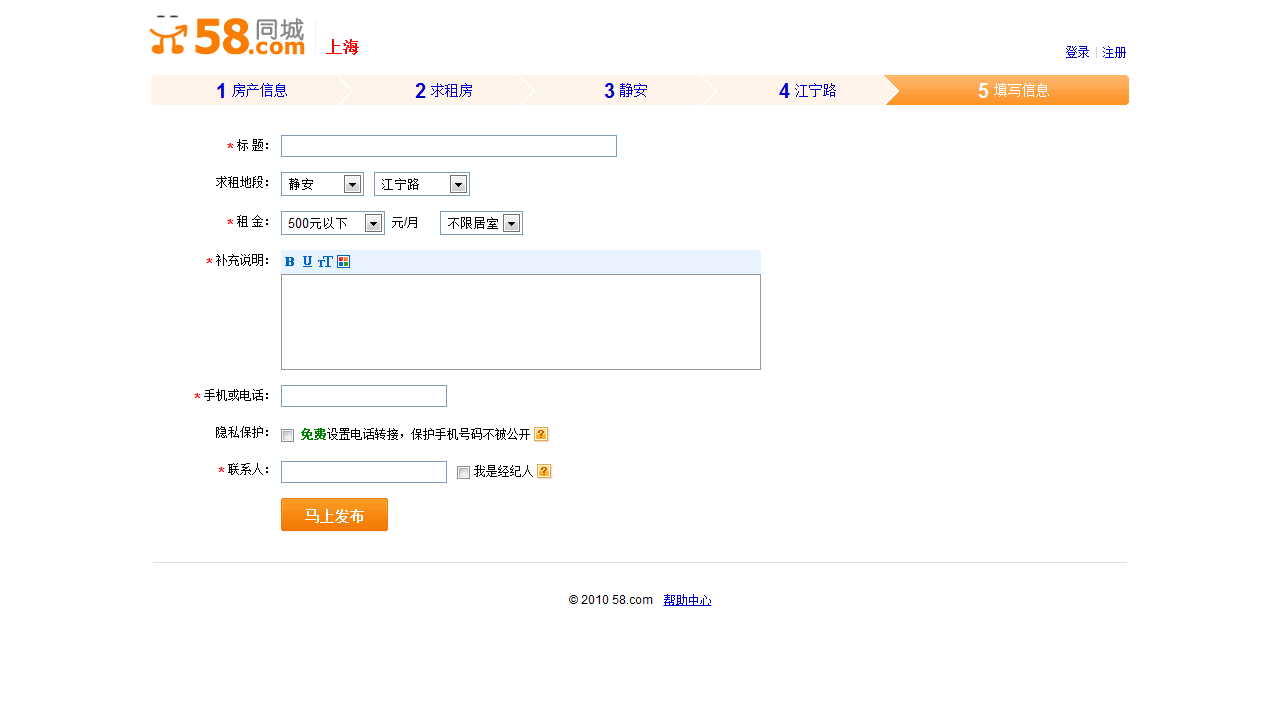 58同城.com 上海
登录 | 注册
1 房产信息 2 求租房 3 静安 4 江宁路 5 填写信息
* 标 题：
求租地段： 静安 江宁路
* 租 金： 500元以下 元/月 不限居室
* 补充说明： B U TT
* 手机或电话：
隐私保护： 免费设置电话转接，保护手机号码不被公开 ?
* 联系人： 我是经纪人 ?
马上发布
© 2010 58.com 帮助中心